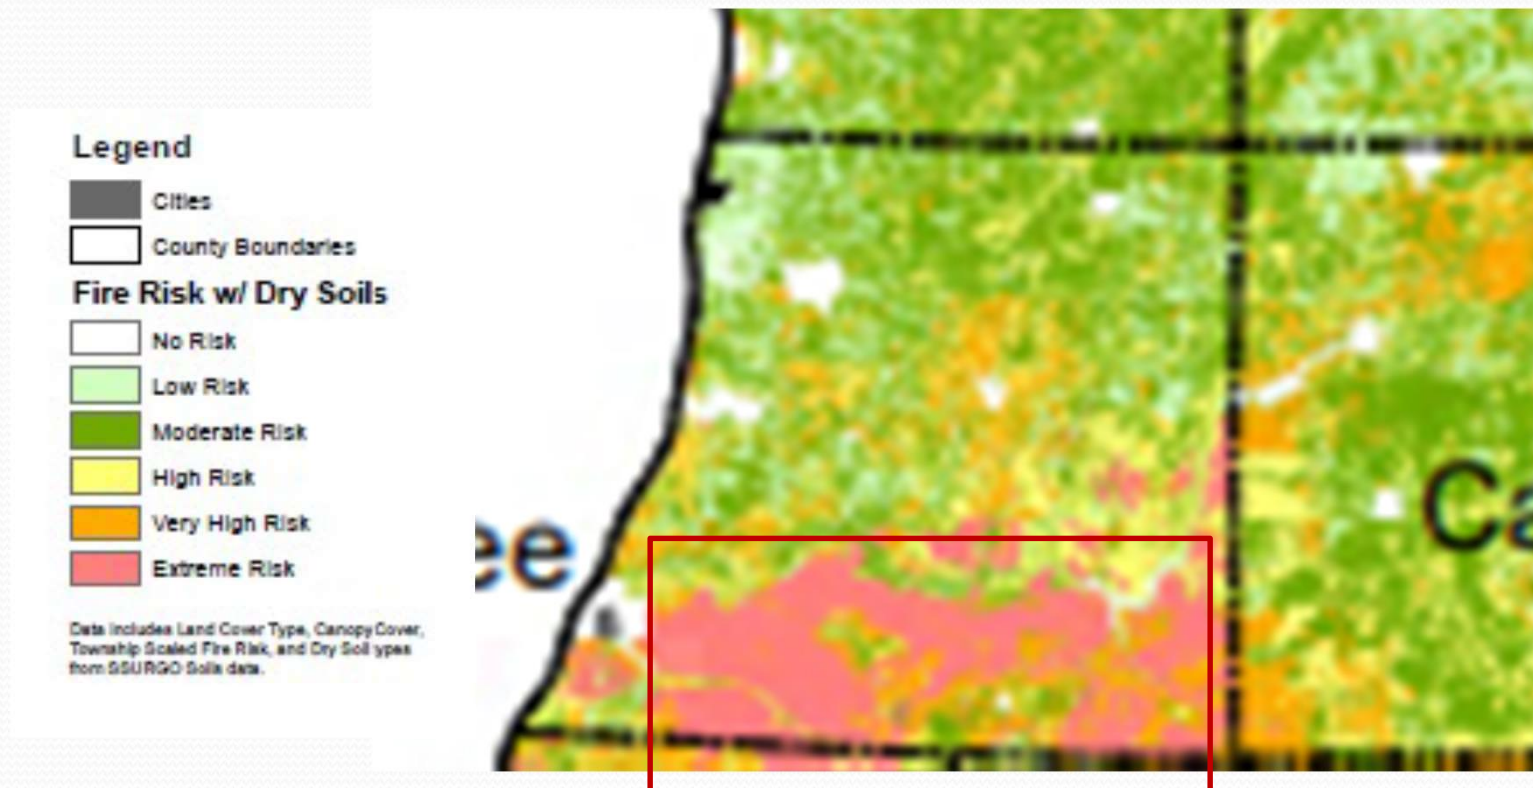 Legend
Cities
County Boundaries
Fire Risk w/ Dry Soils
No Risk
Low Risk
Moderate Risk
High Risk
Very High Risk
Extreme Risk
Data includes Land Cover Type, Canopy Cover,
Township Scaled Fire Risk, and Dry Soil types
from SSURGO Soils data.
ee
Ca